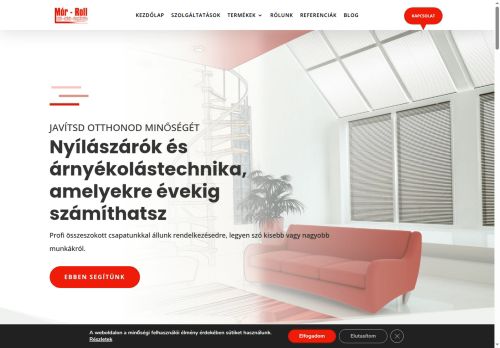 Mór - Roll
KEZDŐLAP SZOLGÁLTATÁSOK TERMÉKEK RÓLUNK REFERENCIÁK BLOG
KAPCSOLAT
JAVÍTSD OTTHONOD MINŐSÉGÉT
Nyílászárók és
árnyékolástechnika,
amelyekre évekig
számíthatsz
Profi összeszokott csapatunkkal állunk rendelkezésedre, legyen szó kisebb vagy nagyobb
munkákról.
EBBEN SEGÍTÜNK
A weboldalon a minőségi felhasználói élmény érdekében sütiket használunk.
Részletek
Elfogadom
Elutasítom